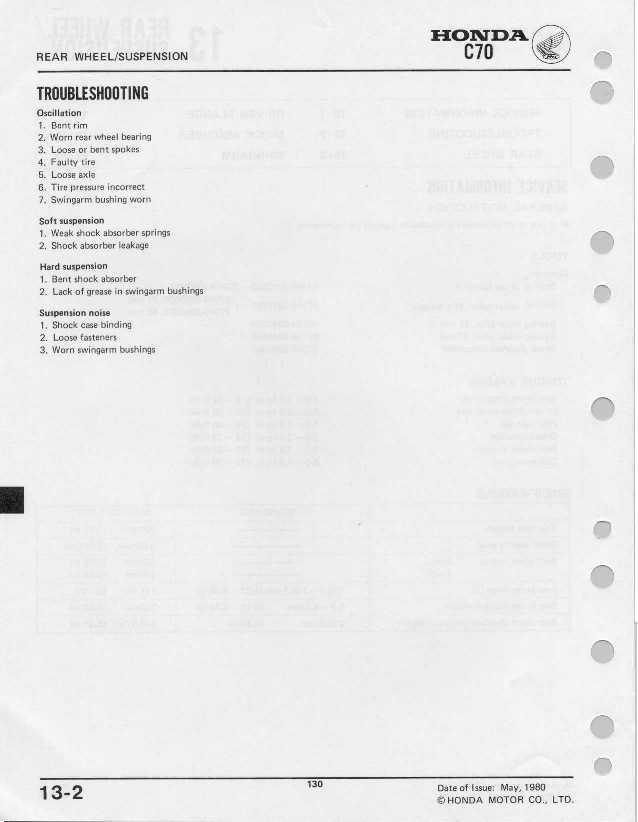 REAR WHEEL/SUSPENSION
HONDA
C70
TROUBLESHOOTING
Oscillation
1. Bent rim
2. Worn rear wheel bearing
3. Loose or bent spokes
4. Faulty tire
5. Loose axle
6. Tire pressure incorrect
7. Swingarm bushing worn
Soft suspension
1. Weak shock absorber springs
2. Shock absorber leakage
Hard suspension
1. Bent shock absorber
2. Lack of grease in swingarm bushings
Suspension noise
1. Shock case binding
2. Loose fasteners
3. Worn swingarm bushings
13-2
130
Date of Issue: May, 1980
© HONDA MOTOR CO., LTD.